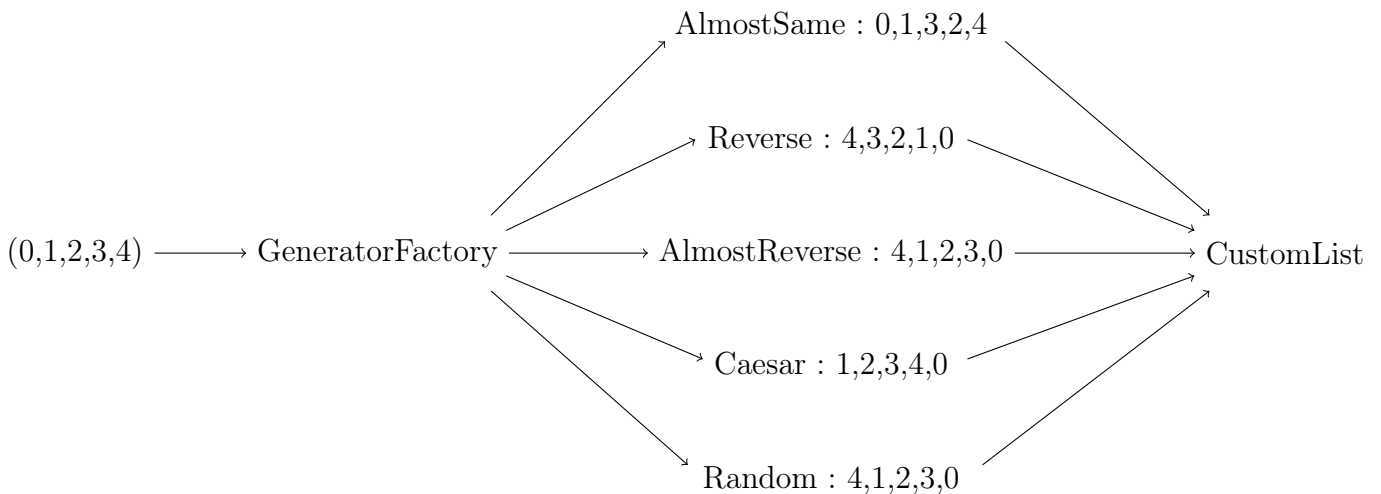 AlmostSame : 0,1,3,2,4
Reverse : 4,3,2,1,0
(0,1,2,3,4)
GeneratorFactory
AlmostReverse : 4,1,2,3,0
CustomList
Caesar : 1,2,3,4,0
Random : 4,1,2,3,0